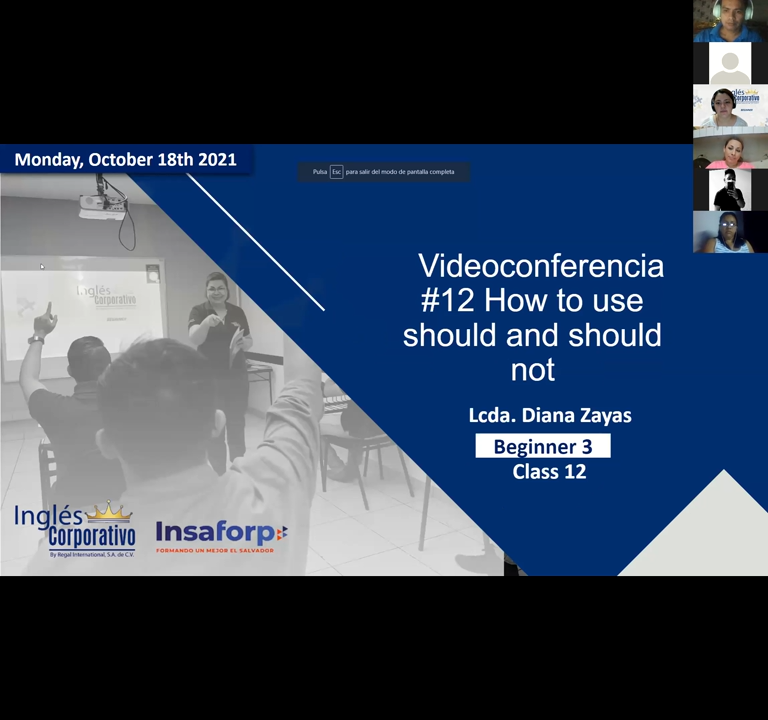 Monday, October 18th 2021
Pulsa Esc para salir del modo de pantalla completa
Inglés
Corporativo
Videoconferencia
#12 How to use
should and should
not
Lcda. Diana Zayas
Beginner 3
Class 12
Inglés
Corporativo
By Regal International, S.A. de C.V.
Insaforp
FORMANDO UN MEJOR EL SALVADOR